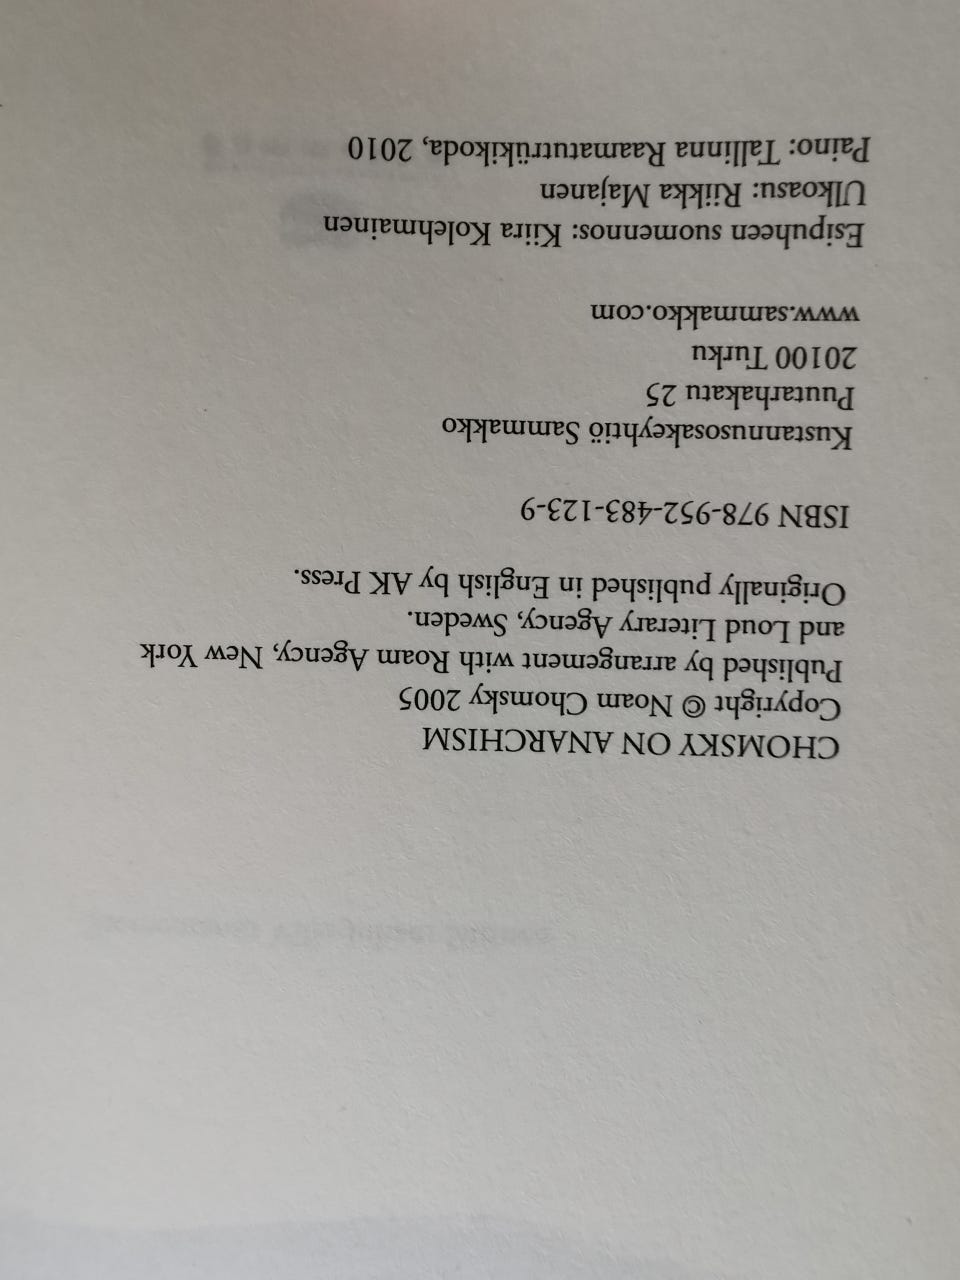 CHOMSKY ON ANARCHISM
Copyright © Noam Chomsky 2005
Published by arrangement with Roam Agency, New York
and Loud Literary Agency, Sweden.
Originally published in English by AK Press.
ISBN 978-952-483-123-9
Kustannusosakeyhtiö Sammakko
Puutarhakatu 25
20100 Turku
www.sammakko.com
Esipuheen suomennos: Kiira Kolehmainen
Ulkoasu: Riikka Majanen
Paino: Tallinna Raamatutrükikoda, 2010